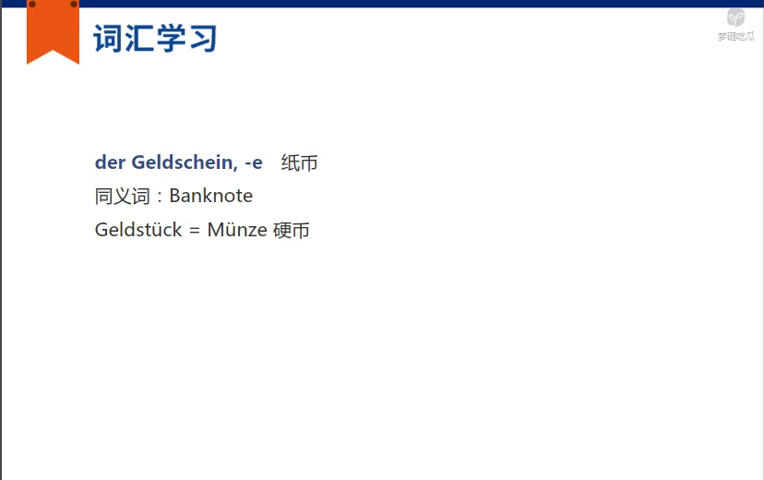 词汇学习
der Geldschein, -e 纸币
同义词：Banknote
Geldstück = Münze 硬币